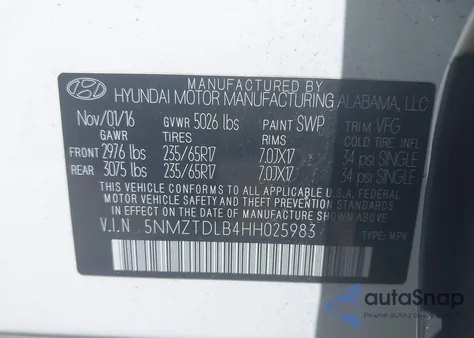 MANUFACTURED BY
HYUNDAI MOTOR MANUFACTURING ALABAMA, LLC
Nov/01/16 GVWR 5026 lbs PAINT SWP TRIM VFG
GAWR TIRES RIMS COLD TIRE INFL.
FRONT 2976 lbs 235/65R17 7.0JX17 34 psi SINGLE
REAR 3075 lbs 235/65R17 7.0JX17 34 psi SINGLE
THIS VEHICLE CONFORMS TO ALL APPLICABLE U.S.A. FEDERAL
MOTOR VEHICLE SAFETY AND THEFT PREVENTION STANDARDS
IN EFFECT ON THE DATE OF MANUFACTURE SHOWN ABOVE.
V.I.N 5NMZTDLB4HH025983 TYPE: MPV
autoSnap
Pewne auto z